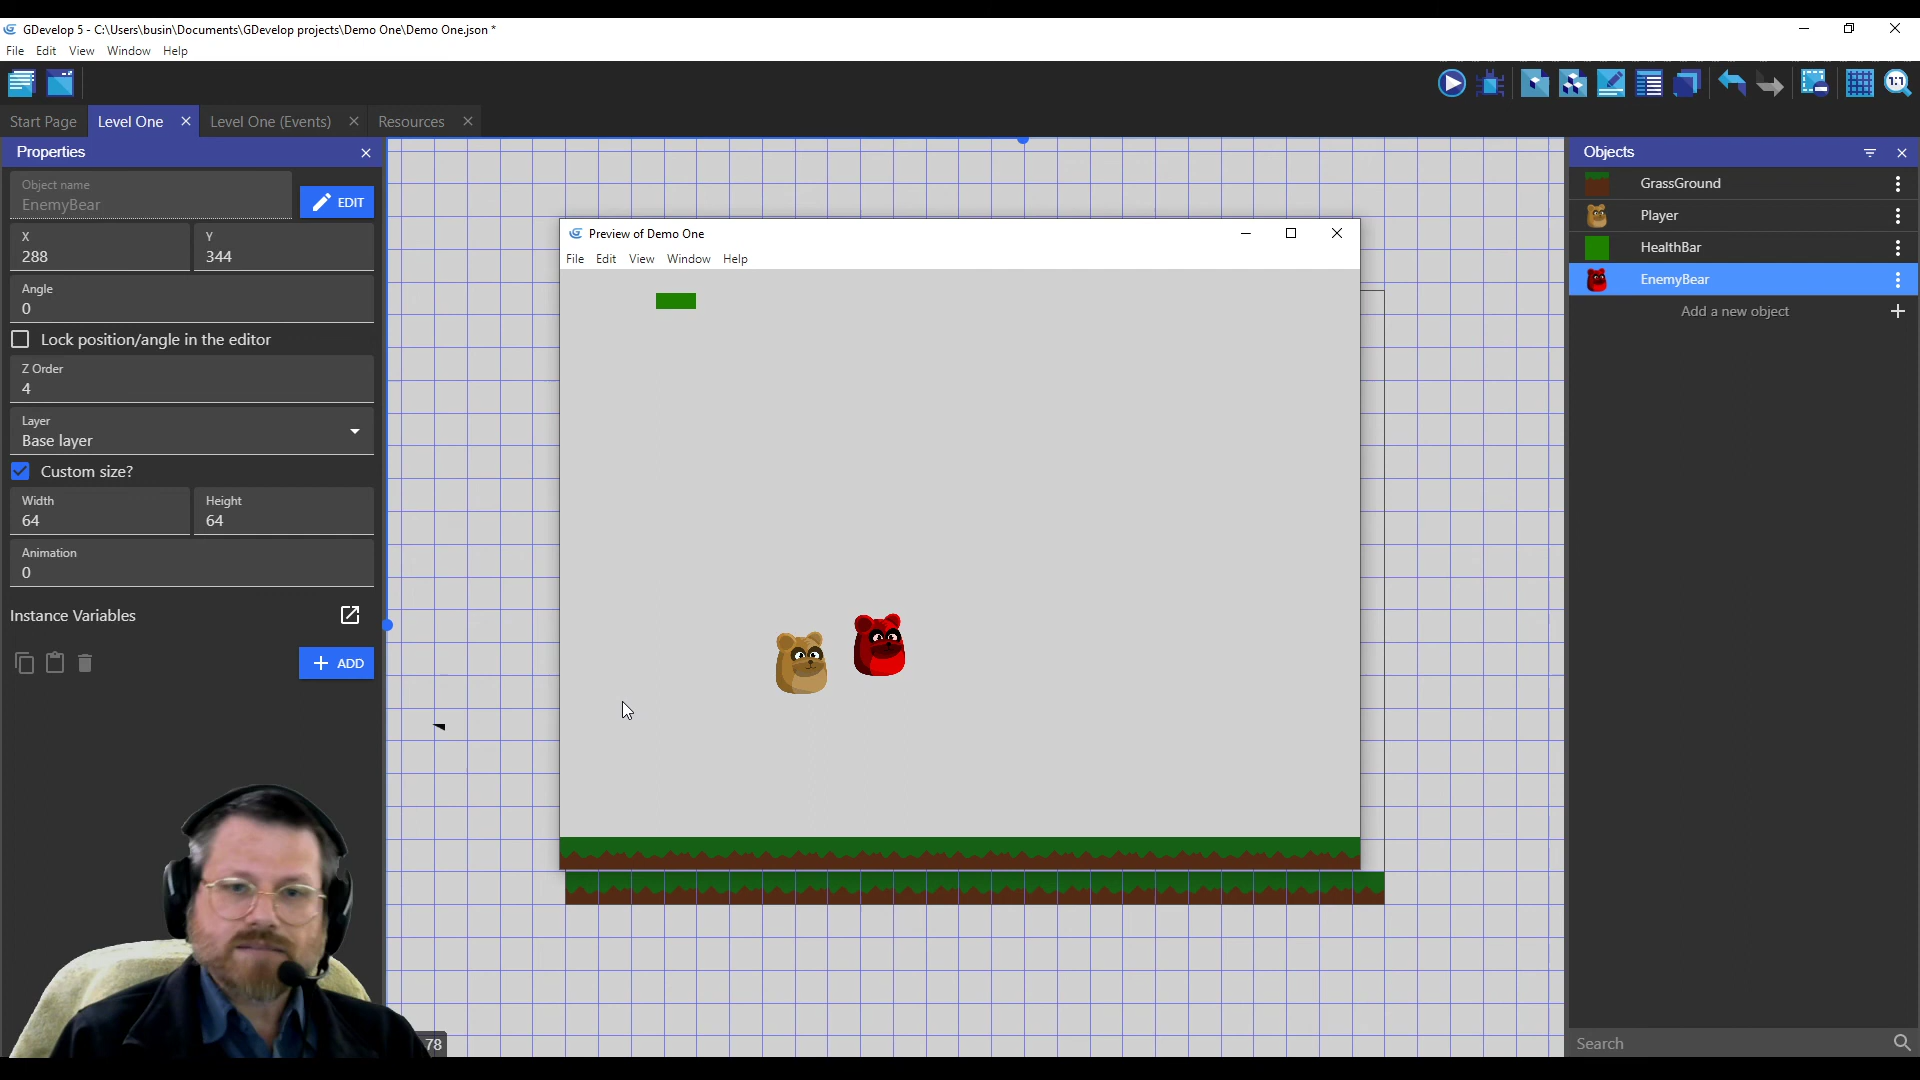 GDevelop 5 - C:\Users\busin\Documents\GDevelop projects\Demo One\Demo One.json *
File Edit View Window Help
1:1
Start Page Level One Level One (Events) Resources
Properties
Object name
EnemyBear
EDIT
X
288
Y
344
Angle
0
Lock position/angle in the editor
Z Order
4
Layer
Base layer
Custom size?
Width
64
Height
64
Animation
0
Instance Variables
ADD
Preview of Demo One
File Edit View Window Help
78
Objects
GrassGround
Player
HealthBar
EnemyBear
Add a new object
Search